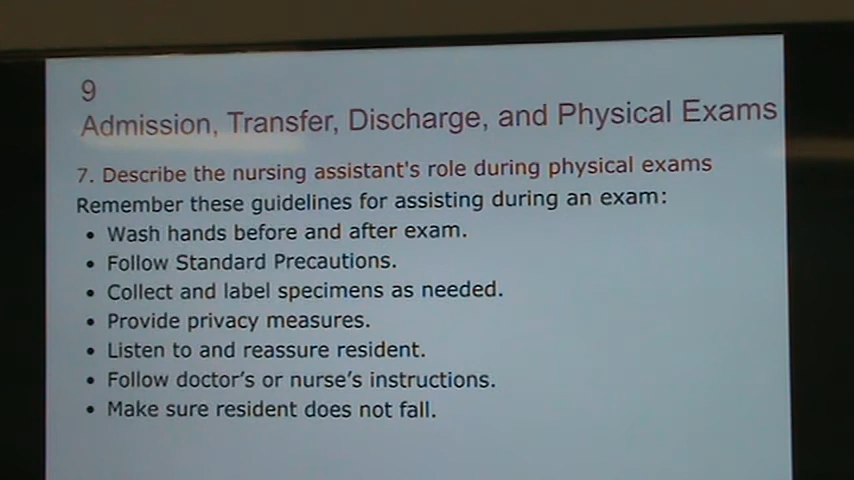 9
Admission, Transfer, Discharge, and Physical Exams
7. Describe the nursing assistant's role during physical exams
Remember these guidelines for assisting during an exam:
• Wash hands before and after exam.
• Follow Standard Precautions.
• Collect and label specimens as needed.
• Provide privacy measures.
• Listen to and reassure resident.
• Follow doctor's or nurse's instructions.
• Make sure resident does not fall.